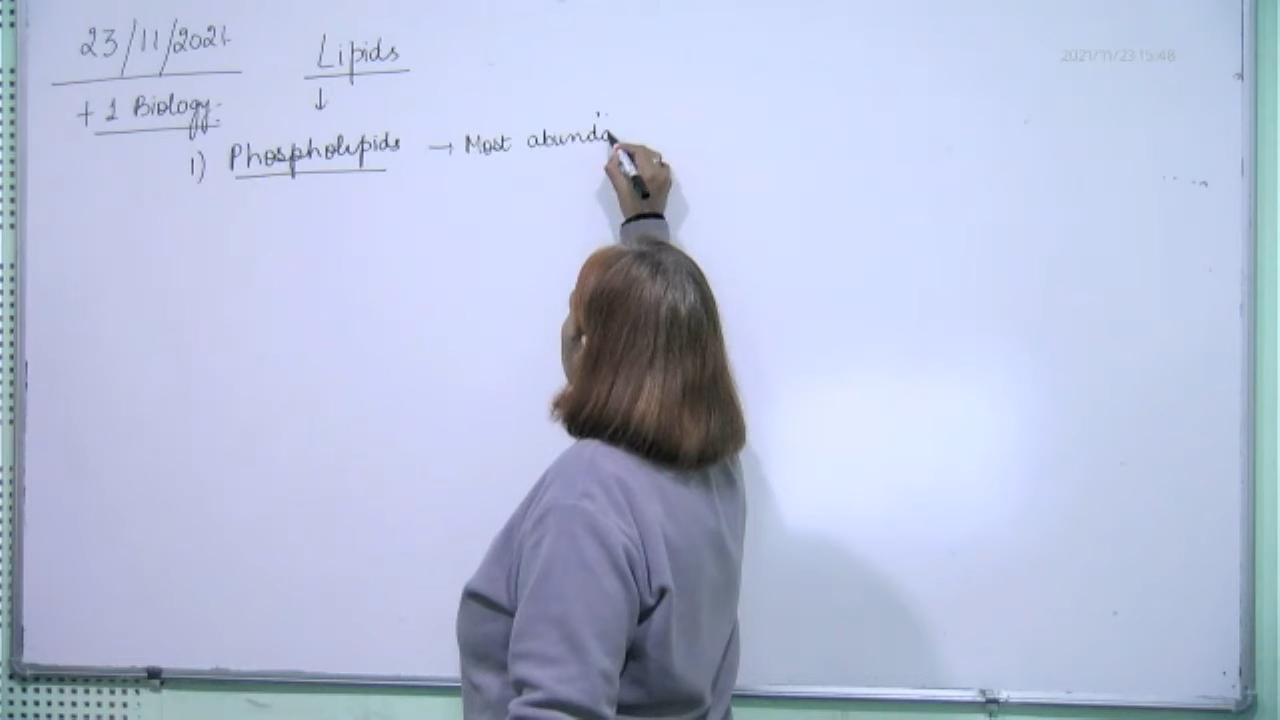 23/11/2021
Lipids
2021/11/23 15:48
↓
+1 Biology.
1) Phospholipids → Most abunda